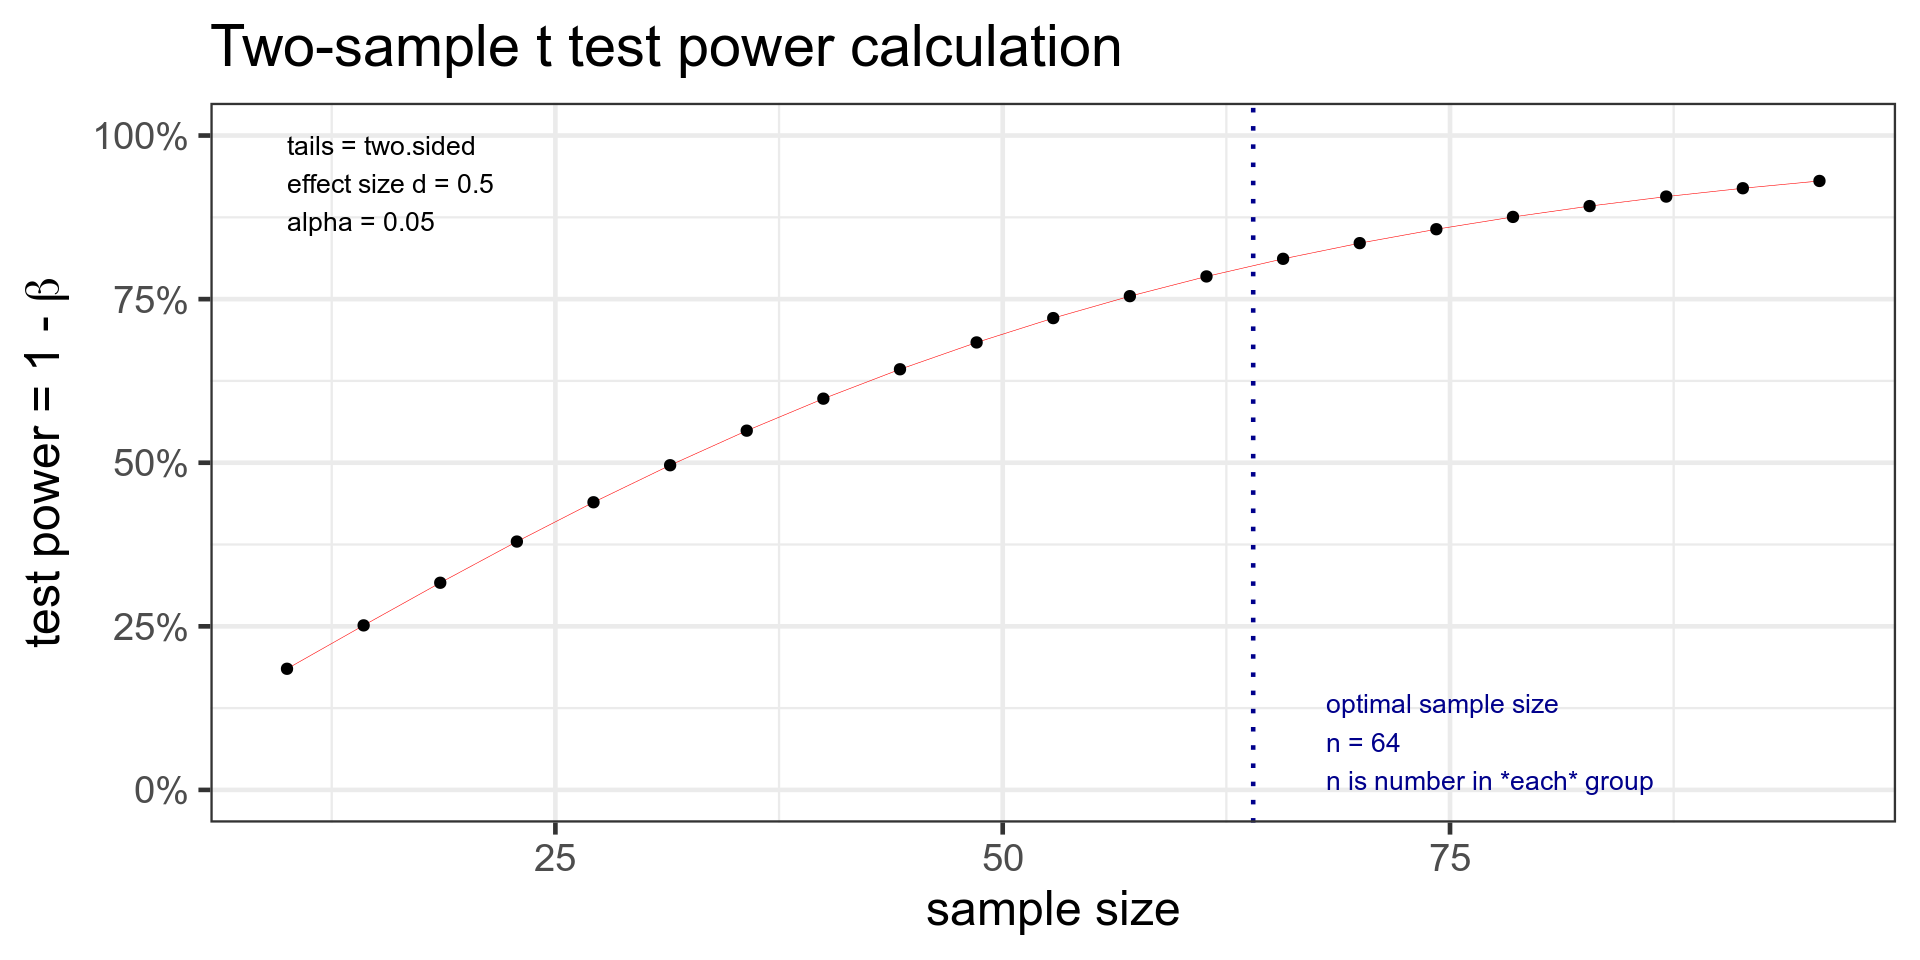 Two-sample t test power calculation
100%
75%
50%
25%
0%
test power = 1 - β
tails = two.sided
effect size d = 0.5
alpha = 0.05
optimal sample size
n = 64
n is number in *each* group
25
50
75
sample size